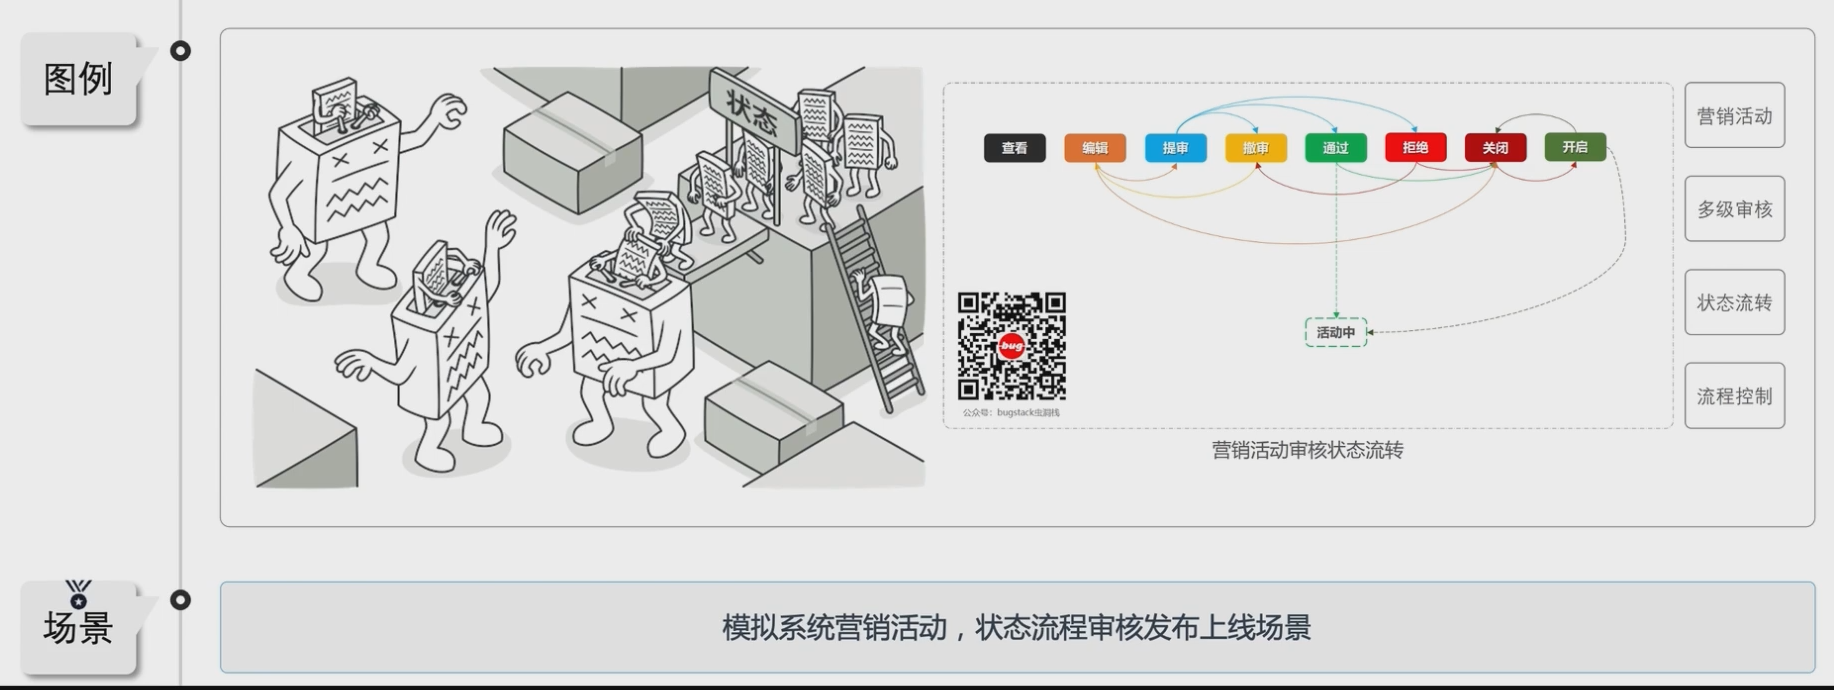 图例
状态
查看
编辑
提审
撤审
通过
拒绝
关闭
开启
活动中
bug
公众号：bugstack虫洞栈
营销活动审核状态流转
营销活动
多级审核
状态流转
流程控制
场景
模拟系统营销活动，状态流程审核发布上线场景